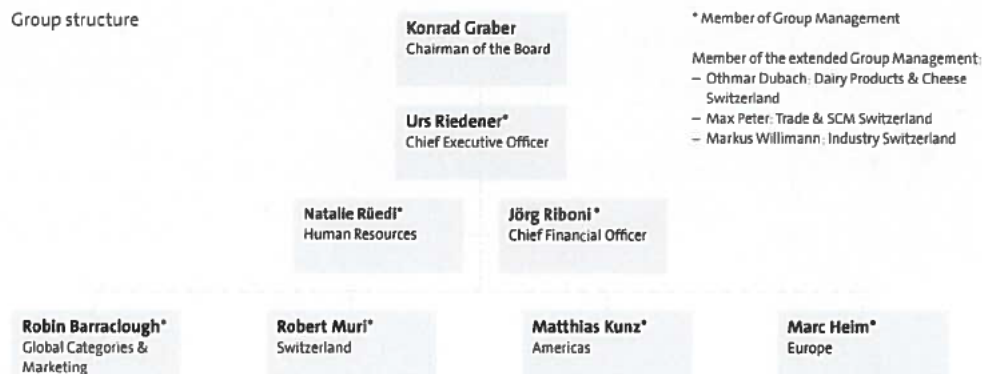 Group structure
Konrad Graber
Chairman of the Board
* Member of Group Management
Member of the extended Group Management:
– Othmar Dubach: Dairy Products & Cheese
Switzerland
– Max Peter: Trade & SCM Switzerland
– Markus Willimann: Industry Switzerland
Urs Riedener*
Chief Executive Officer
Natalie Rüedi*
Human Resources
Jörg Riboni*
Chief Financial Officer
Robin Barraclough*
Global Categories &
Marketing
Robert Muri*
Switzerland
Matthias Kunz*
Americas
Marc Heim*
Europe